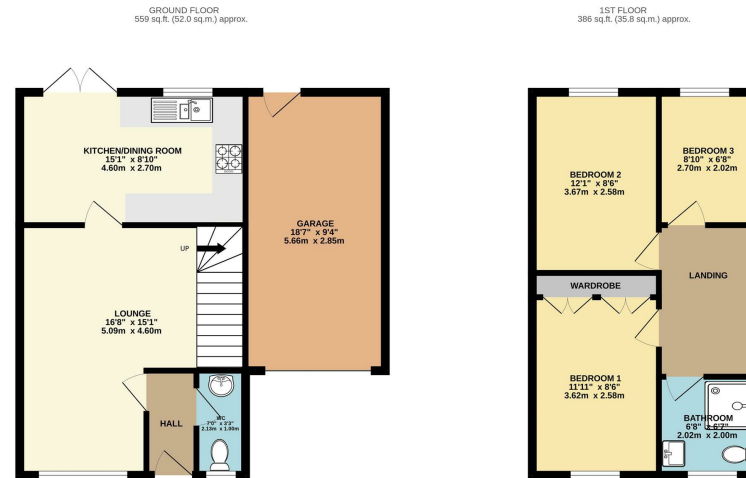 GROUND FLOOR
559 sq.ft. (52.0 sq.m.) approx.
KITCHEN/DINING ROOM
15'1" x 8'10"
4.60m x 2.70m
GARAGE
18'7" x 9'4"
5.66m x 2.85m
UP
LOUNGE
16'8" x 15'1"
5.09m x 4.60m
HALL
WC
7'0" x 3'3"
2.13m x 1.00m
1ST FLOOR
386 sq.ft. (35.8 sq.m.) approx.
BEDROOM 2
12'1" x 8'6"
3.67m x 2.58m
BEDROOM 3
8'10" x 6'8"
2.70m x 2.02m
LANDING
WARDROBE
BEDROOM 1
11'11" x 8'6"
3.62m x 2.58m
BATHROOM
6'8" x 6'7"
2.02m x 2.00m